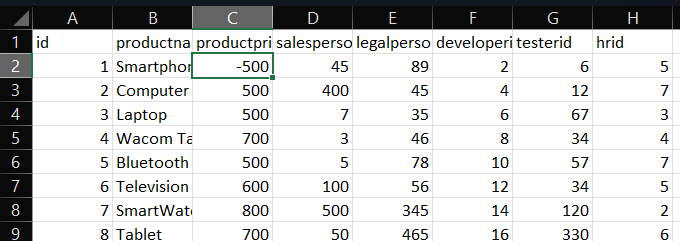 A B C D E F G H
1 id productna productpri salesperso legalperso developeri testerid hrid
2 1 Smartphor -500 45 89 2 6 5
3 2 Computer 500 400 45 4 12 7
4 3 Laptop 500 7 35 6 67 3
5 4 Wacom Ta 700 3 46 8 34 4
6 5 Bluetooth 500 5 78 10 57 7
7 6 Television 600 100 56 12 34 5
8 7 SmartWat 800 500 345 14 120 2
9 8 Tablet 700 50 465 16 330 6